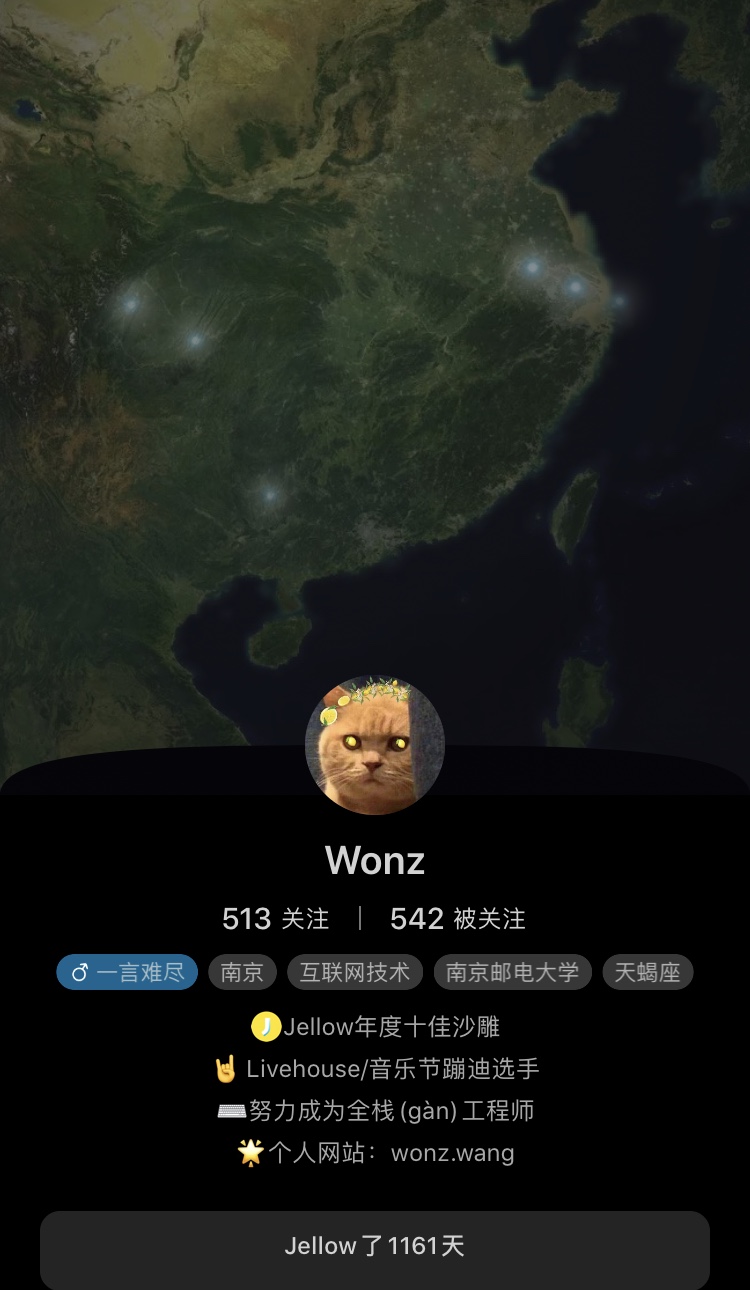 Wonz
513 关注 | 542 被关注
♂ 一言难尽 南京 互联网技术 南京邮电大学 天蝎座
Jellow年度十佳沙雕
🤘 Livehouse/音乐节蹦迪选手
⌨️努力成为全栈(gàn)工程师
🌟个人网站：wonz.wang
Jellow了1161天